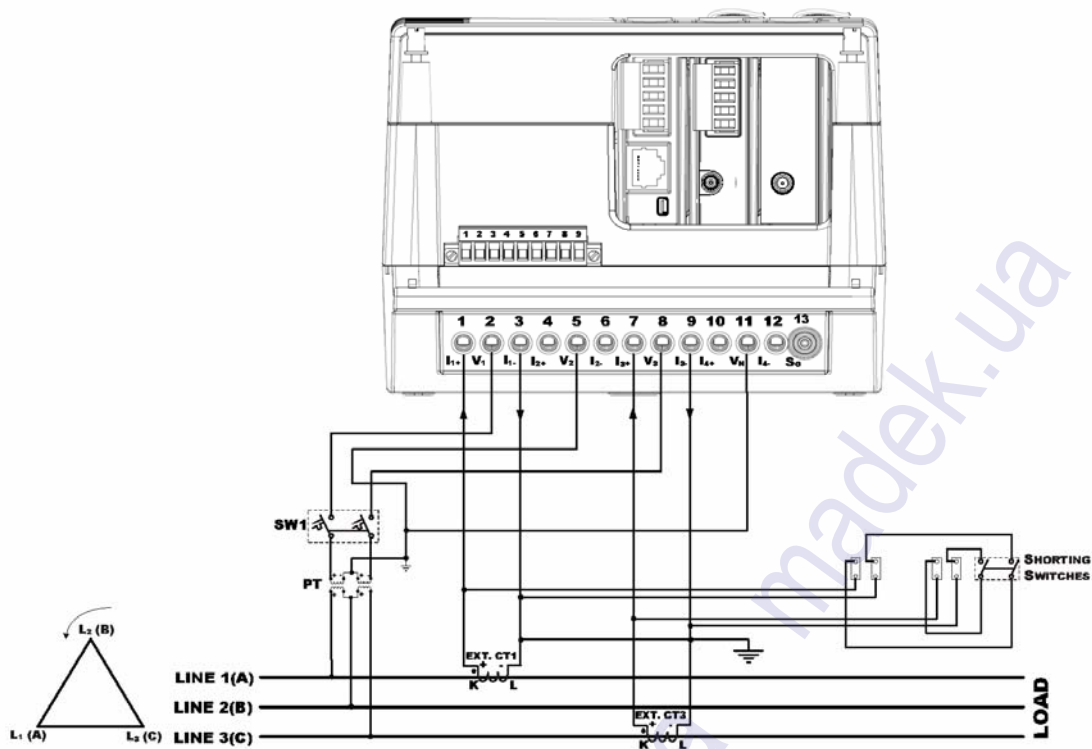 1 2 3 4 5 6 7 8 9
1 2 3 4 5 6 7 8 9 10 11 12 13
I1+ V1 I1- I2+ V2 I2- I3+ V3 I3- I4+ VN I4- SG
SW1
PT
SHORTING
SWITCHES
L2 (B)
L1 (A)
L3 (C)
EXT. CT1
+ -
K L
LINE 1(A)
LINE 2(B)
EXT. CT3
+ -
K L
LINE 3(C)
LOAD
madek.ua